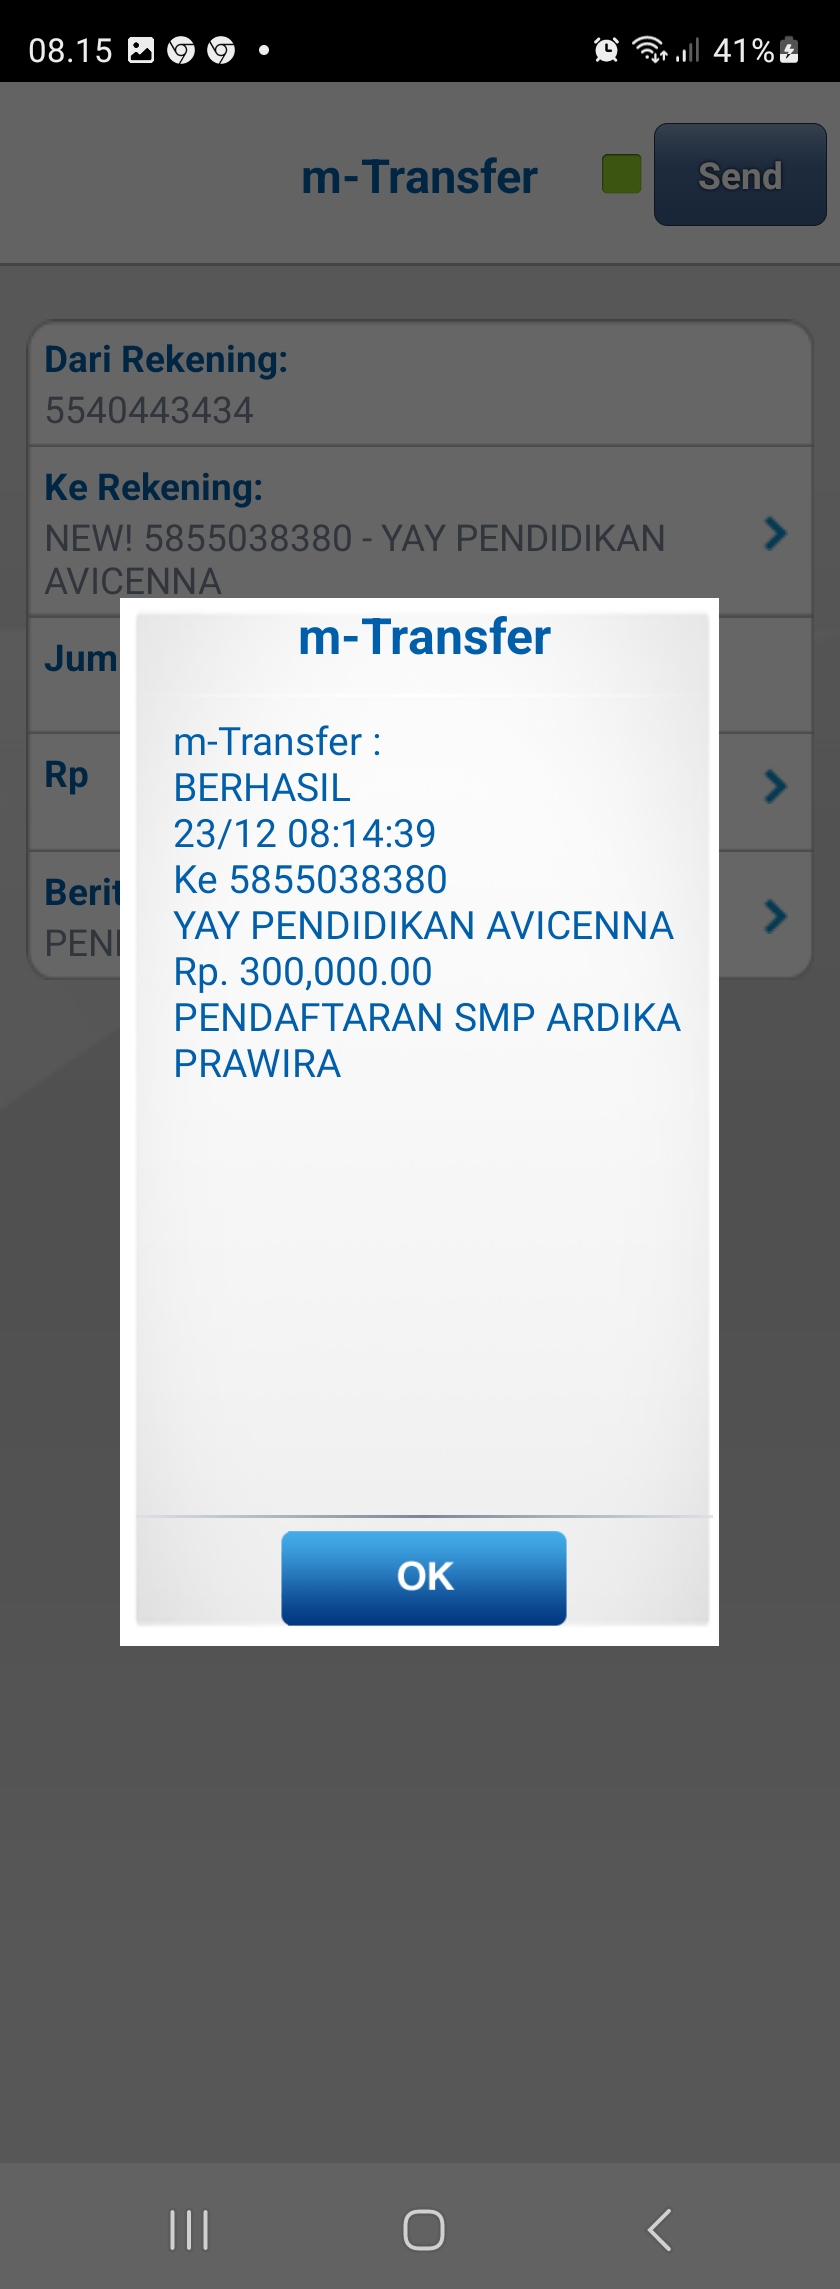 08.15
41%
m-Transfer
Send
Dari Rekening:
5540443434
Ke Rekening:
NEW! 5855038380 - YAY PENDIDIKAN
AVICENNA
Jum
Rp
Berit
PEN
m-Transfer
m-Transfer :
BERHASIL
23/12 08:14:39
Ke 5855038380
YAY PENDIDIKAN AVICENNA
Rp. 300,000.00
PENDAFTARAN SMP ARDIKA
PRAWIRA
OK